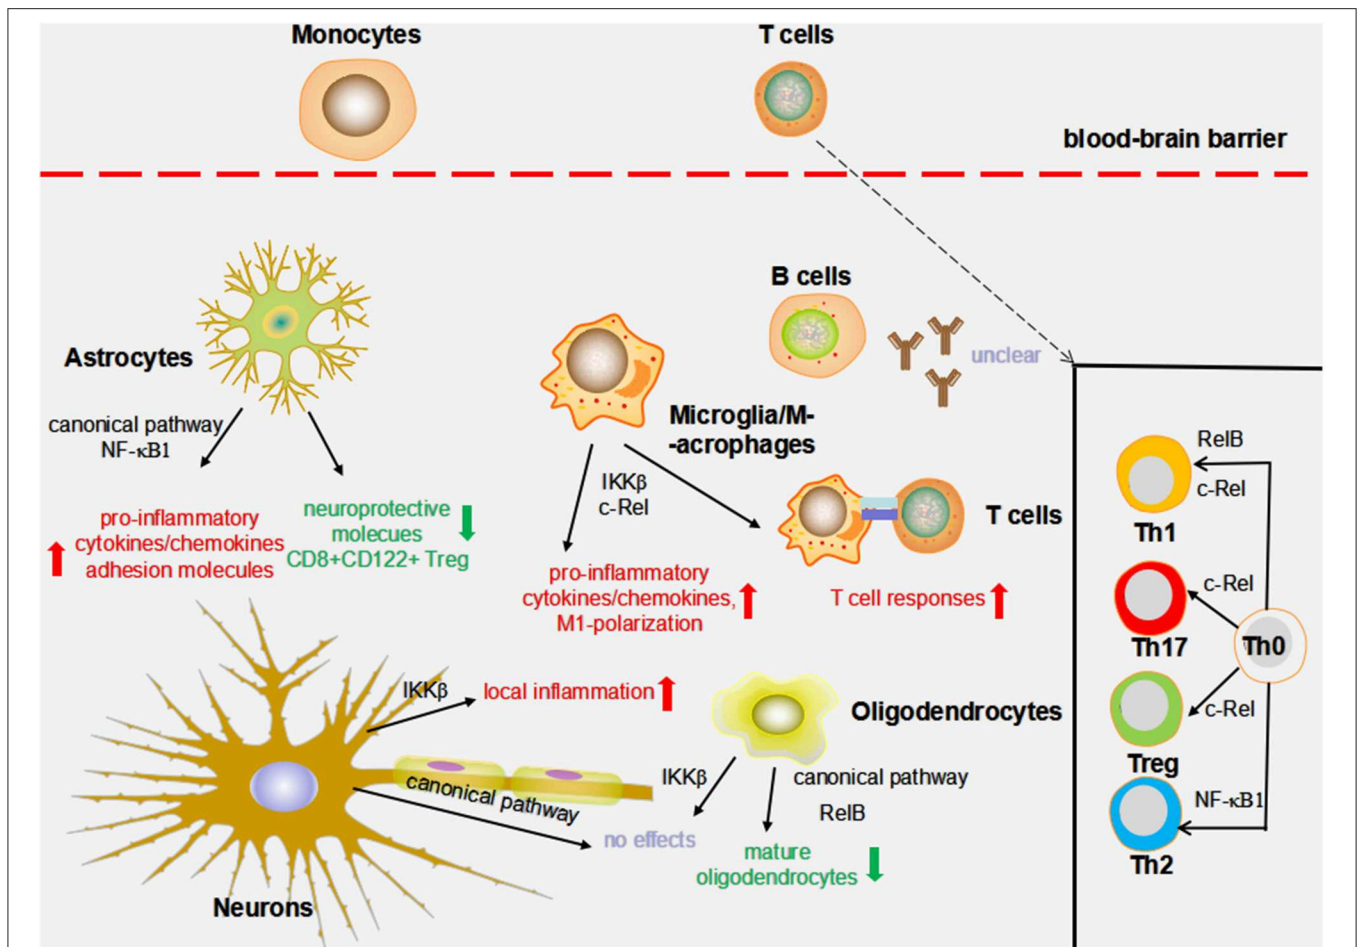 Monocytes
T cells
blood-brain barrier
B cells
unclear
Astrocytes
canonical pathway
NF-κB1
Microglia/M-
-acrophages
neuroprotective
molecues
CD8+CD122+ Treg
pro-inflammatory
cytokines/chemokines
adhesion molecules
IKKβ
c-Rel
T cells
pro-inflammatory
cytokines/chemokines,
M1-polarization
T cell responses
RelB
c-Rel
Th1
c-Rel
Th17
Th0
c-Rel
Treg
NF-κB1
Th2
IKKβ
local inflammation
Oligodendrocytes
canonical pathway
IKKβ
canonical pathway
RelB
no effects
mature
oligodendrocytes
Neurons